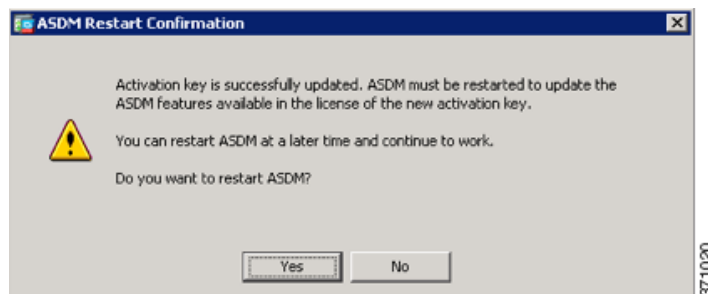 ASDM Restart Confirmation
Activation key is successfully updated. ASDM must be restarted to update the
ASDM features available in the license of the new activation key.
You can restart ASDM at a later time and continue to work.
Do you want to restart ASDM?
Yes
No
371020